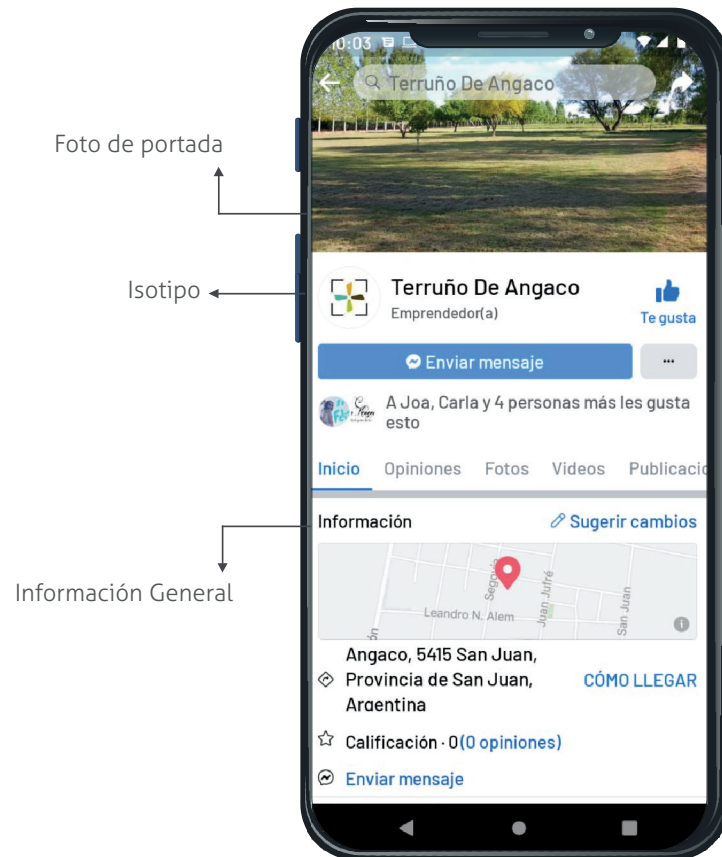 10:03
Terruño De Angaco
Foto de portada
Isotipo
Terruño De Angaco
Emprendedor(a)
Te gusta
Enviar mensaje
...
A Joa, Carla y 4 personas más les gusta
esto
Inicio Opiniones Fotos Videos Publicacio
Información Sugerir cambios
Información General
Segovia
Juan Jufré
Leandro N. Alem
San Juan
ón
Angaco, 5415 San Juan,
Provincia de San Juan,
Argentina
CÓMO LLEGAR
Calificación · 0 (0 opiniones)
Enviar mensaje